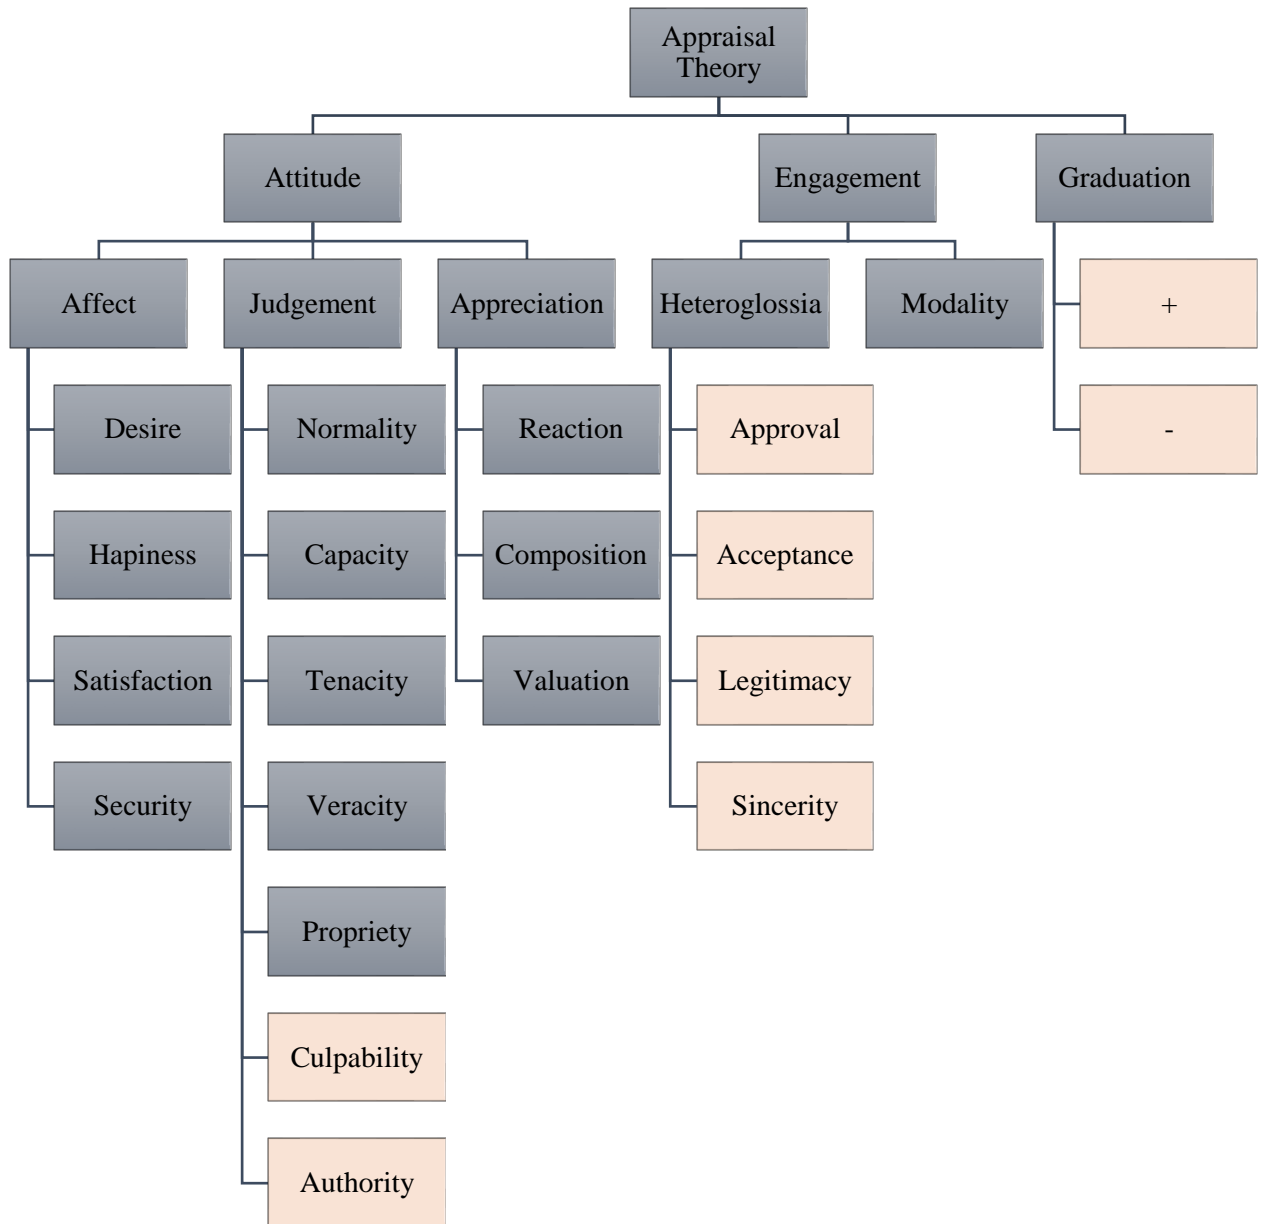 Appraisal
Theory
Attitude
Engagement
Graduation
Affect
Judgement
Appreciation
Heteroglossia
Modality
+
-
Desire
Hapiness
Satisfaction
Security
Normality
Capacity
Tenacity
Veracity
Propriety
Culpability
Authority
Reaction
Composition
Valuation
Approval
Acceptance
Legitimacy
Sincerity